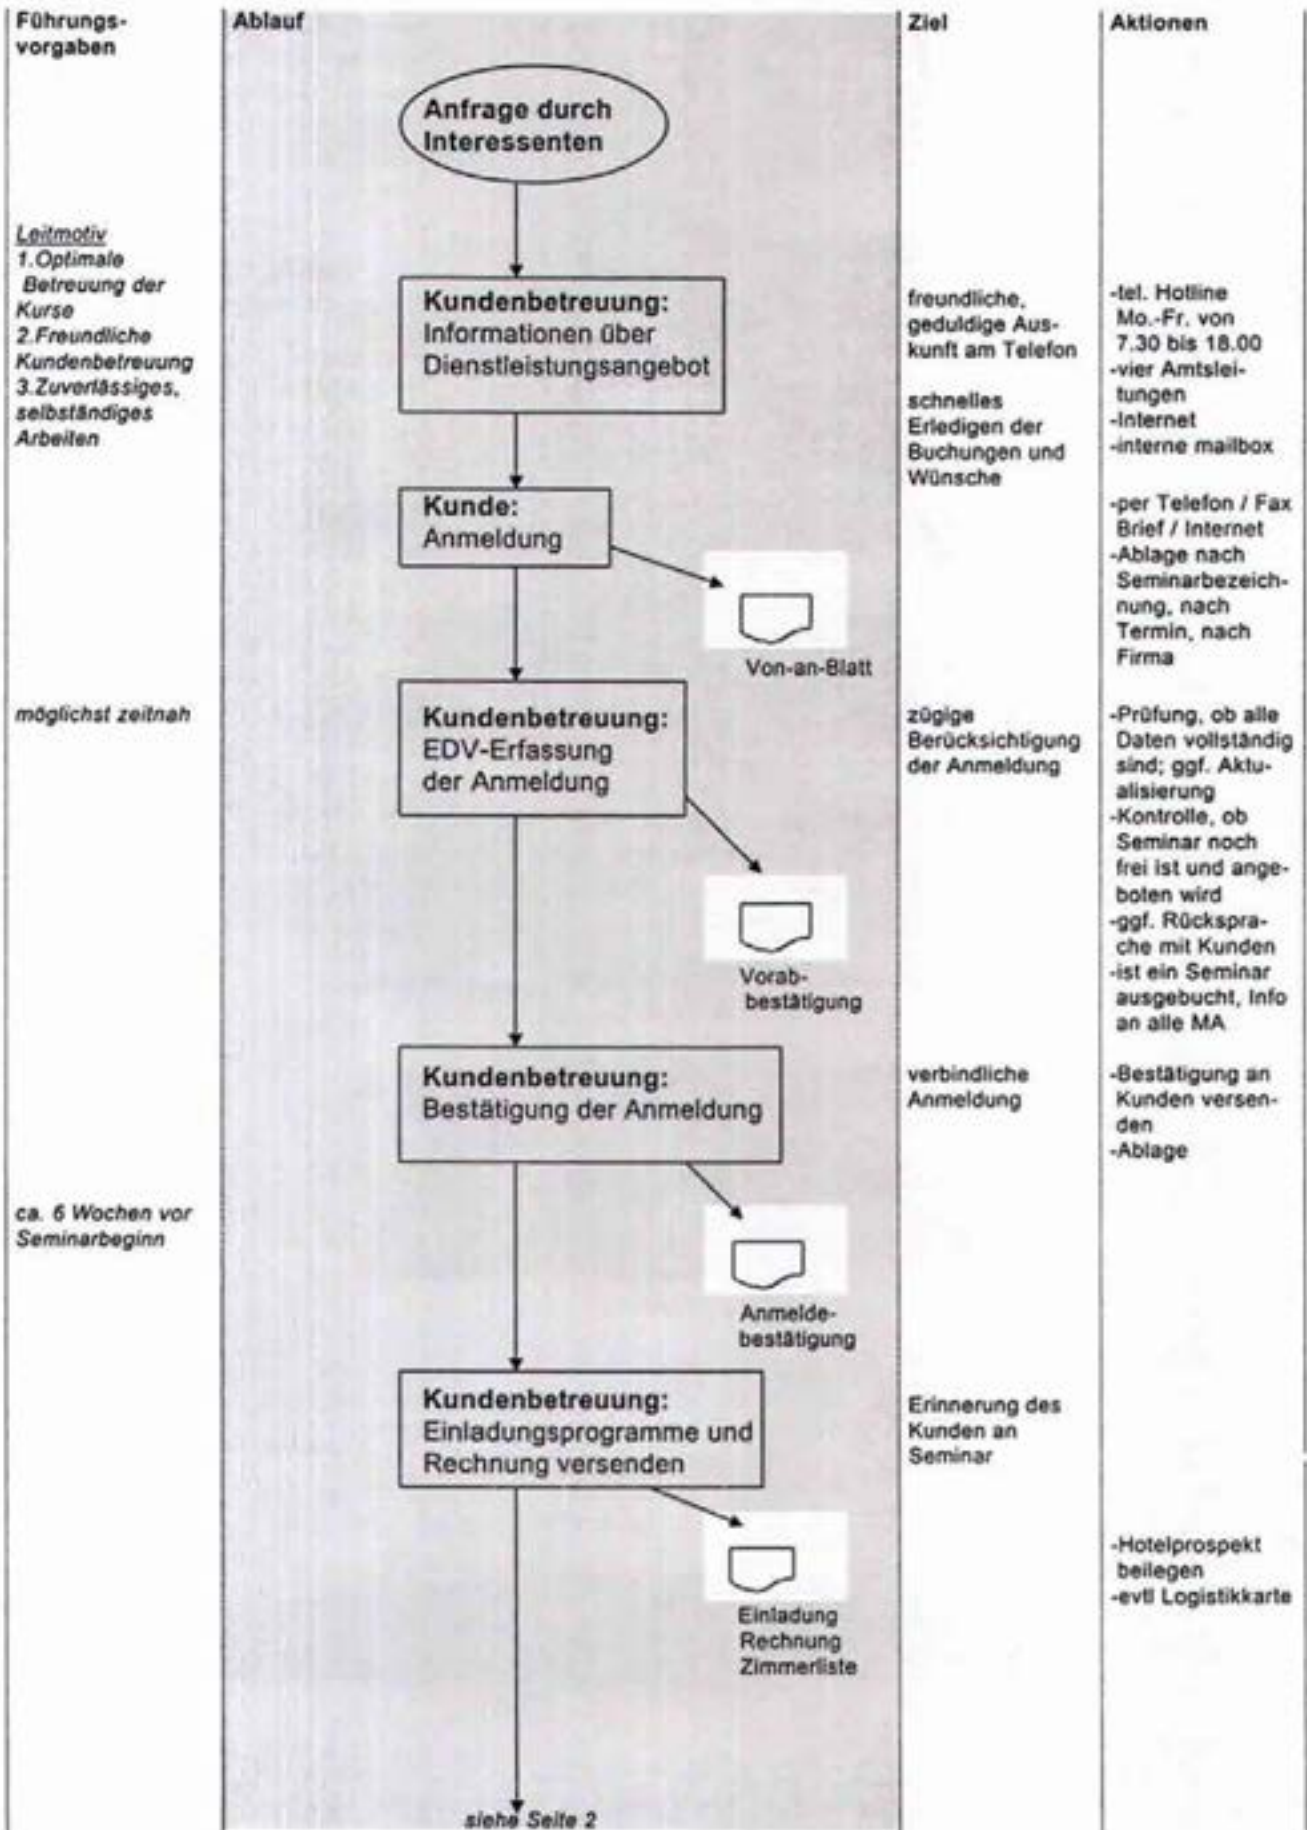 Führungs-
vorgaben
Ablauf
Ziel
Aktionen
Anfrage durch
Interessenten
Leitmotiv
1.Optimale
Betreuung der
Kurse
2.Freundliche
Kundenbetreuung
3.Zuverlässiges,
selbständiges
Arbeiten
Kundenbetreuung:
Informationen über
Dienstleistungsangebot
freundliche,
geduldige Aus-
kunft am Telefon
schnelles
Erledigen der
Buchungen und
Wünsche
-tel. Hotline
Mo.-Fr. von
7.30 bis 18.00
-vier Amtslei-
tungen
-Internet
-interne mailbox
Kunde:
Anmeldung
Von-an-Blatt
-per Telefon / Fax
Brief / Internet
-Ablage nach
Seminarbezeich-
nung, nach
Termin, nach
Firma
möglichst zeitnah
Kundenbetreuung:
EDV-Erfassung
der Anmeldung
Vorab-
bestätigung
zügige
Berücksichtigung
der Anmeldung
-Prüfung, ob alle
Daten vollständig
sind; ggf. Aktu-
alisierung
-Kontrolle, ob
Seminar noch
frei ist und ange-
boten wird
-ggf. Rückspra-
che mit Kunden
-ist ein Seminar
ausgebucht, Info
an alle MA
Kundenbetreuung:
Bestätigung der Anmeldung
Anmelde-
bestätigung
verbindliche
Anmeldung
-Bestätigung an
Kunden versen-
den
-Ablage
ca. 6 Wochen vor
Seminarbeginn
Kundenbetreuung:
Einladungsprogramme und
Rechnung versenden
Einladung
Rechnung
Zimmerliste
Erinnerung des
Kunden an
Seminar
-Hotelprospekt
beilegen
-evtl Logistikkarte
siehe Seite 2